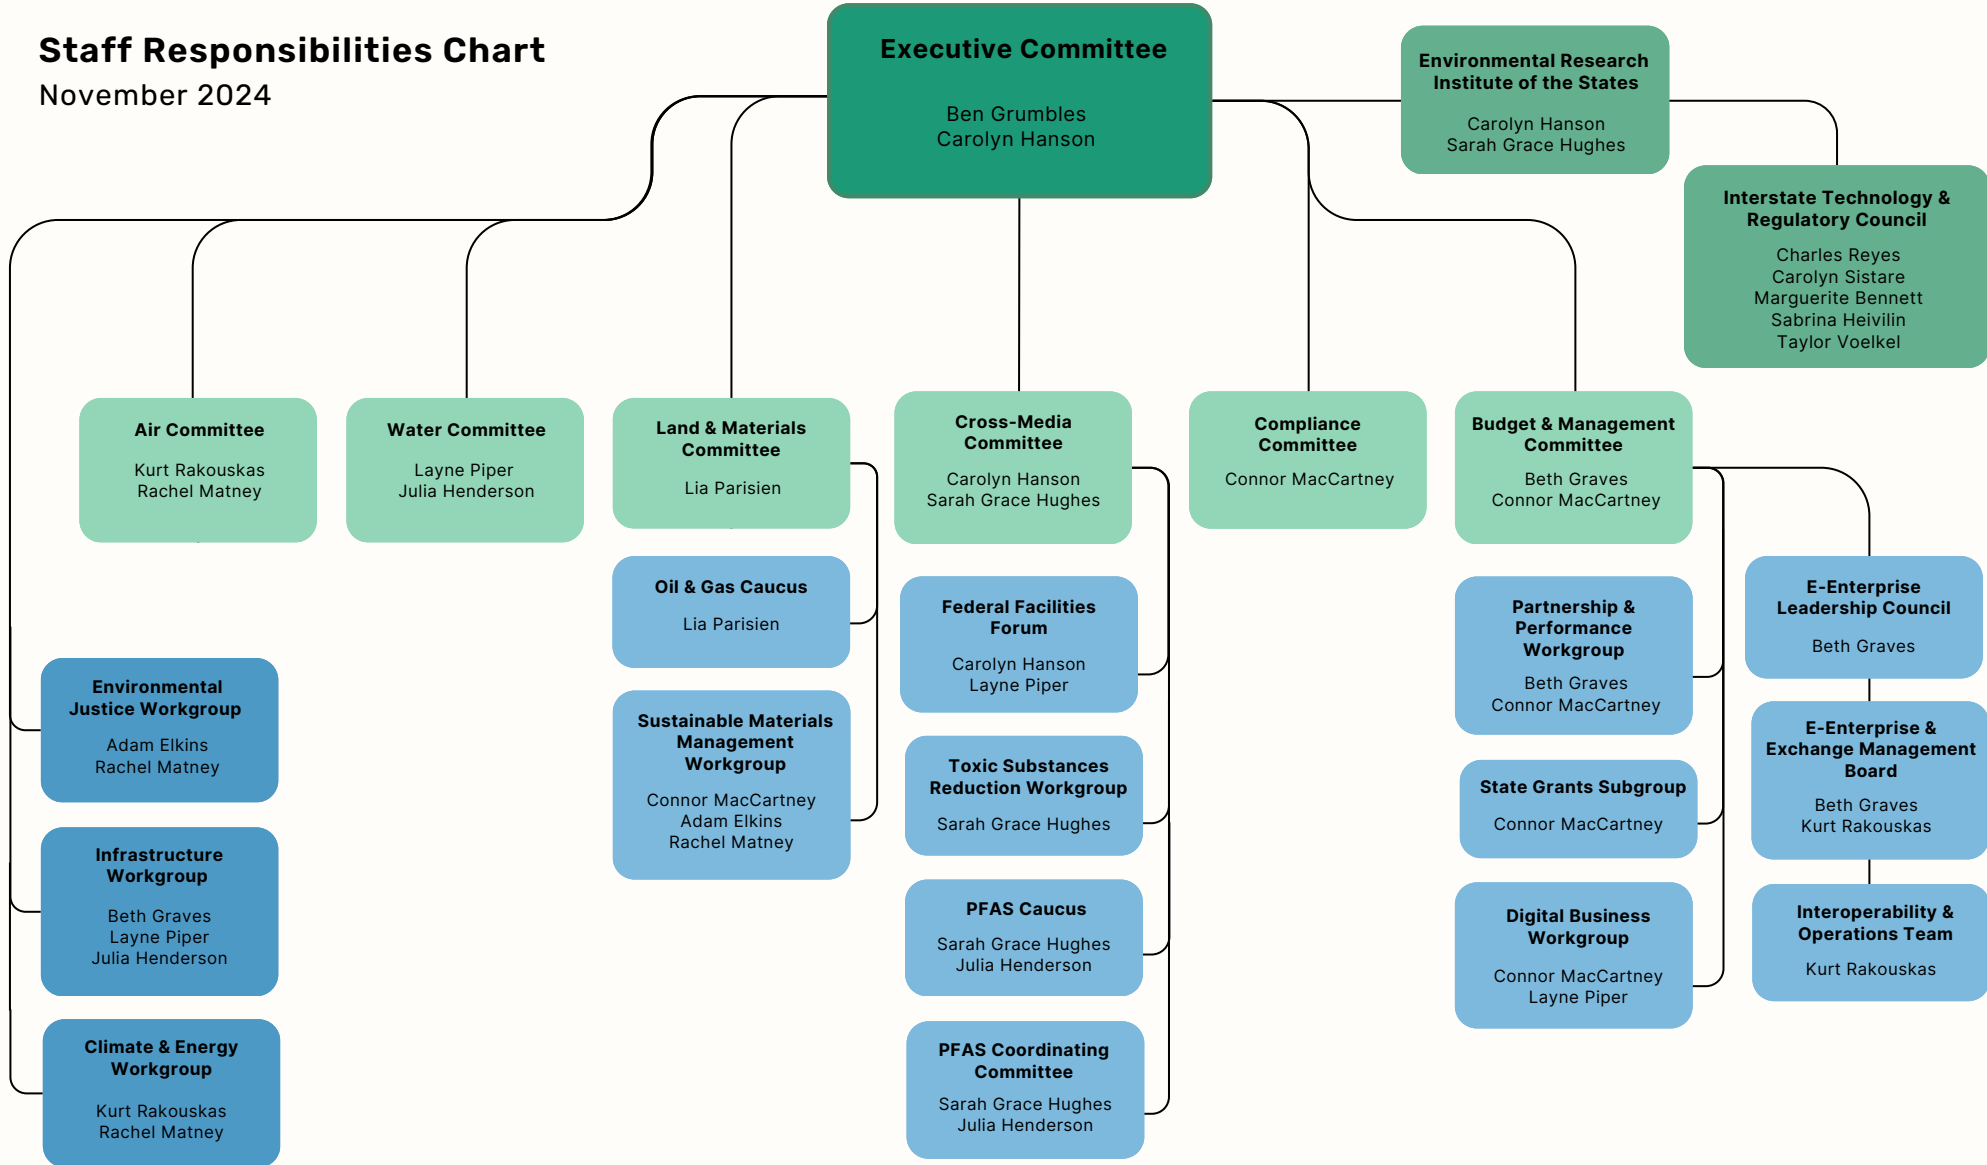 Staff Responsibilities Chart
November 2024
Executive Committee
Ben Grumbles
Carolyn Hanson
Environmental Research
Institute of the States
Carolyn Hanson
Sarah Grace Hughes
Interstate Technology &
Regulatory Council
Charles Reyes
Carolyn Sistare
Marguerite Bennett
Sabrina Heivilin
Taylor Voelkel
Air Committee
Kurt Rakouskas
Rachel Matney
Water Committee
Layne Piper
Julia Henderson
Land & Materials
Committee
Lia Parisien
Cross-Media
Committee
Carolyn Hanson
Sarah Grace Hughes
Compliance
Committee
Connor MacCartney
Budget & Management
Committee
Beth Graves
Connor MacCartney
Environmental
Justice Workgroup
Adam Elkins
Rachel Matney
Infrastructure
Workgroup
Beth Graves
Layne Piper
Julia Henderson
Climate & Energy
Workgroup
Kurt Rakouskas
Rachel Matney
Oil & Gas Caucus
Lia Parisien
Sustainable Materials
Management
Workgroup
Connor MacCartney
Adam Elkins
Rachel Matney
Federal Facilities
Forum
Carolyn Hanson
Layne Piper
Toxic Substances
Reduction Workgroup
Sarah Grace Hughes
PFAS Caucus
Sarah Grace Hughes
Julia Henderson
PFAS Coordinating
Committee
Sarah Grace Hughes
Julia Henderson
Partnership &
Performance
Workgroup
Beth Graves
Connor MacCartney
State Grants Subgroup
Connor MacCartney
Digital Business
Workgroup
Connor MacCartney
Layne Piper
E-Enterprise
Leadership Council
Beth Graves
E-Enterprise &
Exchange Management
Board
Beth Graves
Kurt Rakouskas
Interoperability &
Operations Team
Kurt Rakouskas